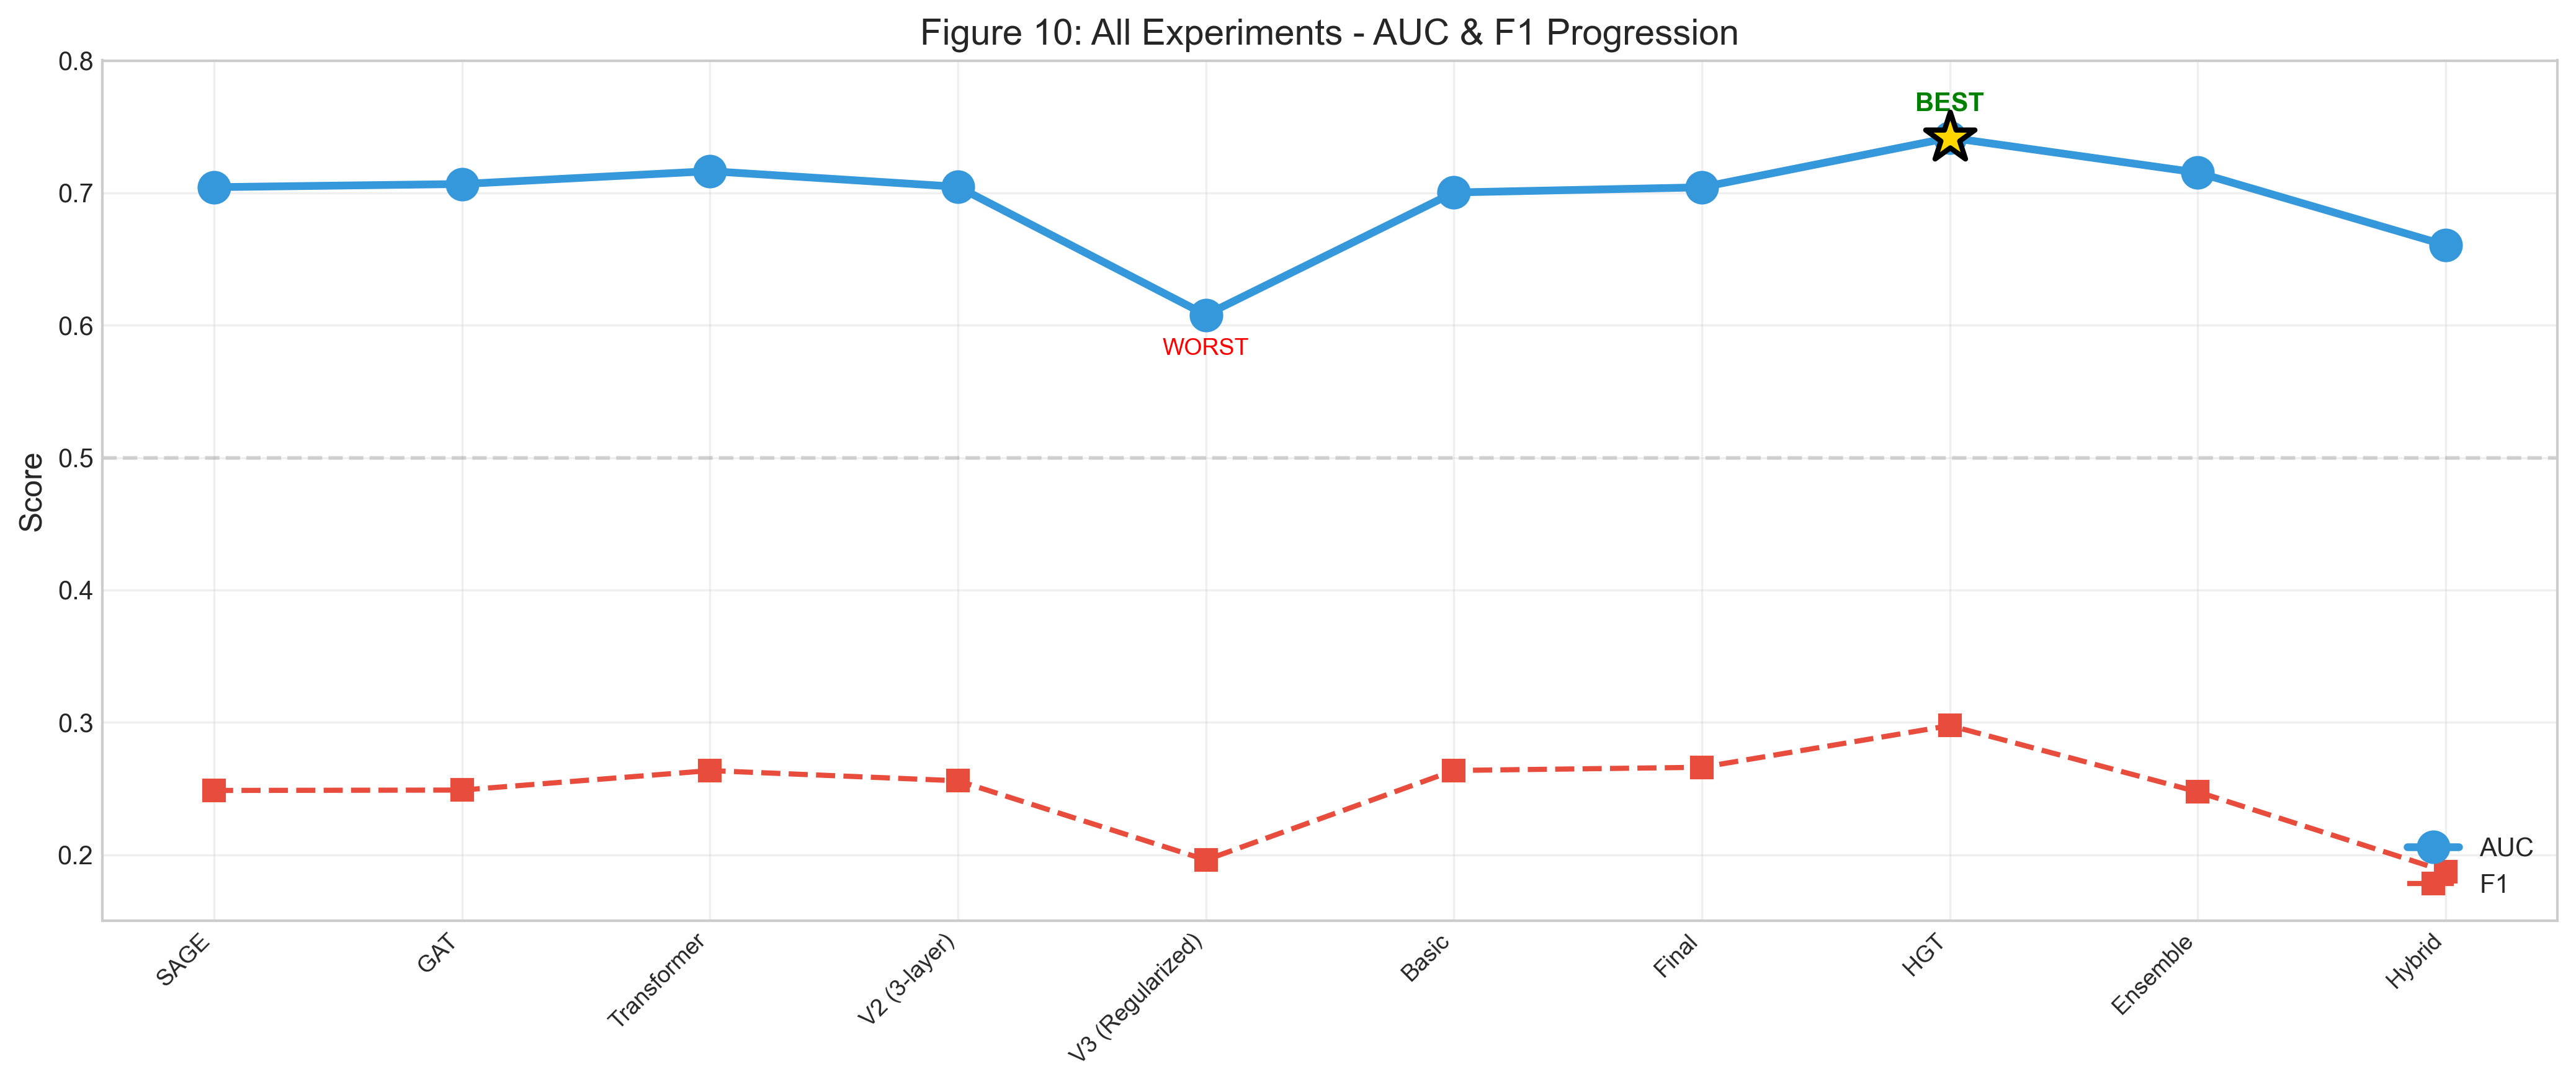 Figure 10: All Experiments - AUC & F1 Progression
0.8
0.7
0.6
0.5
0.4
0.3
0.2
Score
BEST
WORST
AUC
F1
SAGE
GAT
Transformer
V2 (3-layer)
V3 (Regularized)
Basic
Final
HGT
Ensemble
Hybrid